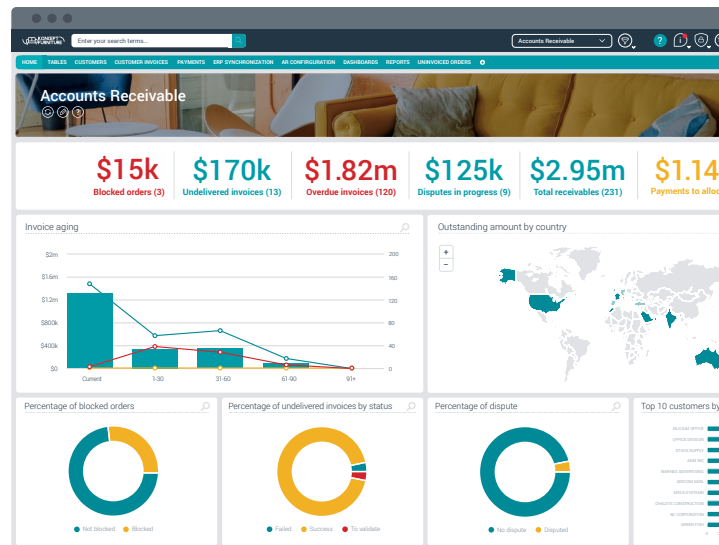 KONSEPT
FURNITURE
Enter your search terms...
Accounts Receivable
HOME TABLES CUSTOMERS CUSTOMER INVOICES PAYMENTS ERP SYNCHRONIZATION AR CONFIRGURATION DASHBOARDS REPORTS UNINVOICED ORDERS
Accounts Receivable
$15k $170k $1.82m $125k $2.95m $1.14
Blocked orders (3) Undelivered invoices (13) Overdue invoices (120) Disputes in progress (9) Total receivables (231) Payments to alloc
Invoice aging
Outstanding amount by country
+
−
$2m 200
$1.6m 160
$1.2m 120
$800k 80
$400k 40
$0 0
Current 1-30 31-60 61-90 91+
Percentage of blocked orders
Not blocked Blocked
Percentage of undelivered invoices by status
Failed Success To validate
Percentage of dispute
No dispute Disputed
Top 10 customers by